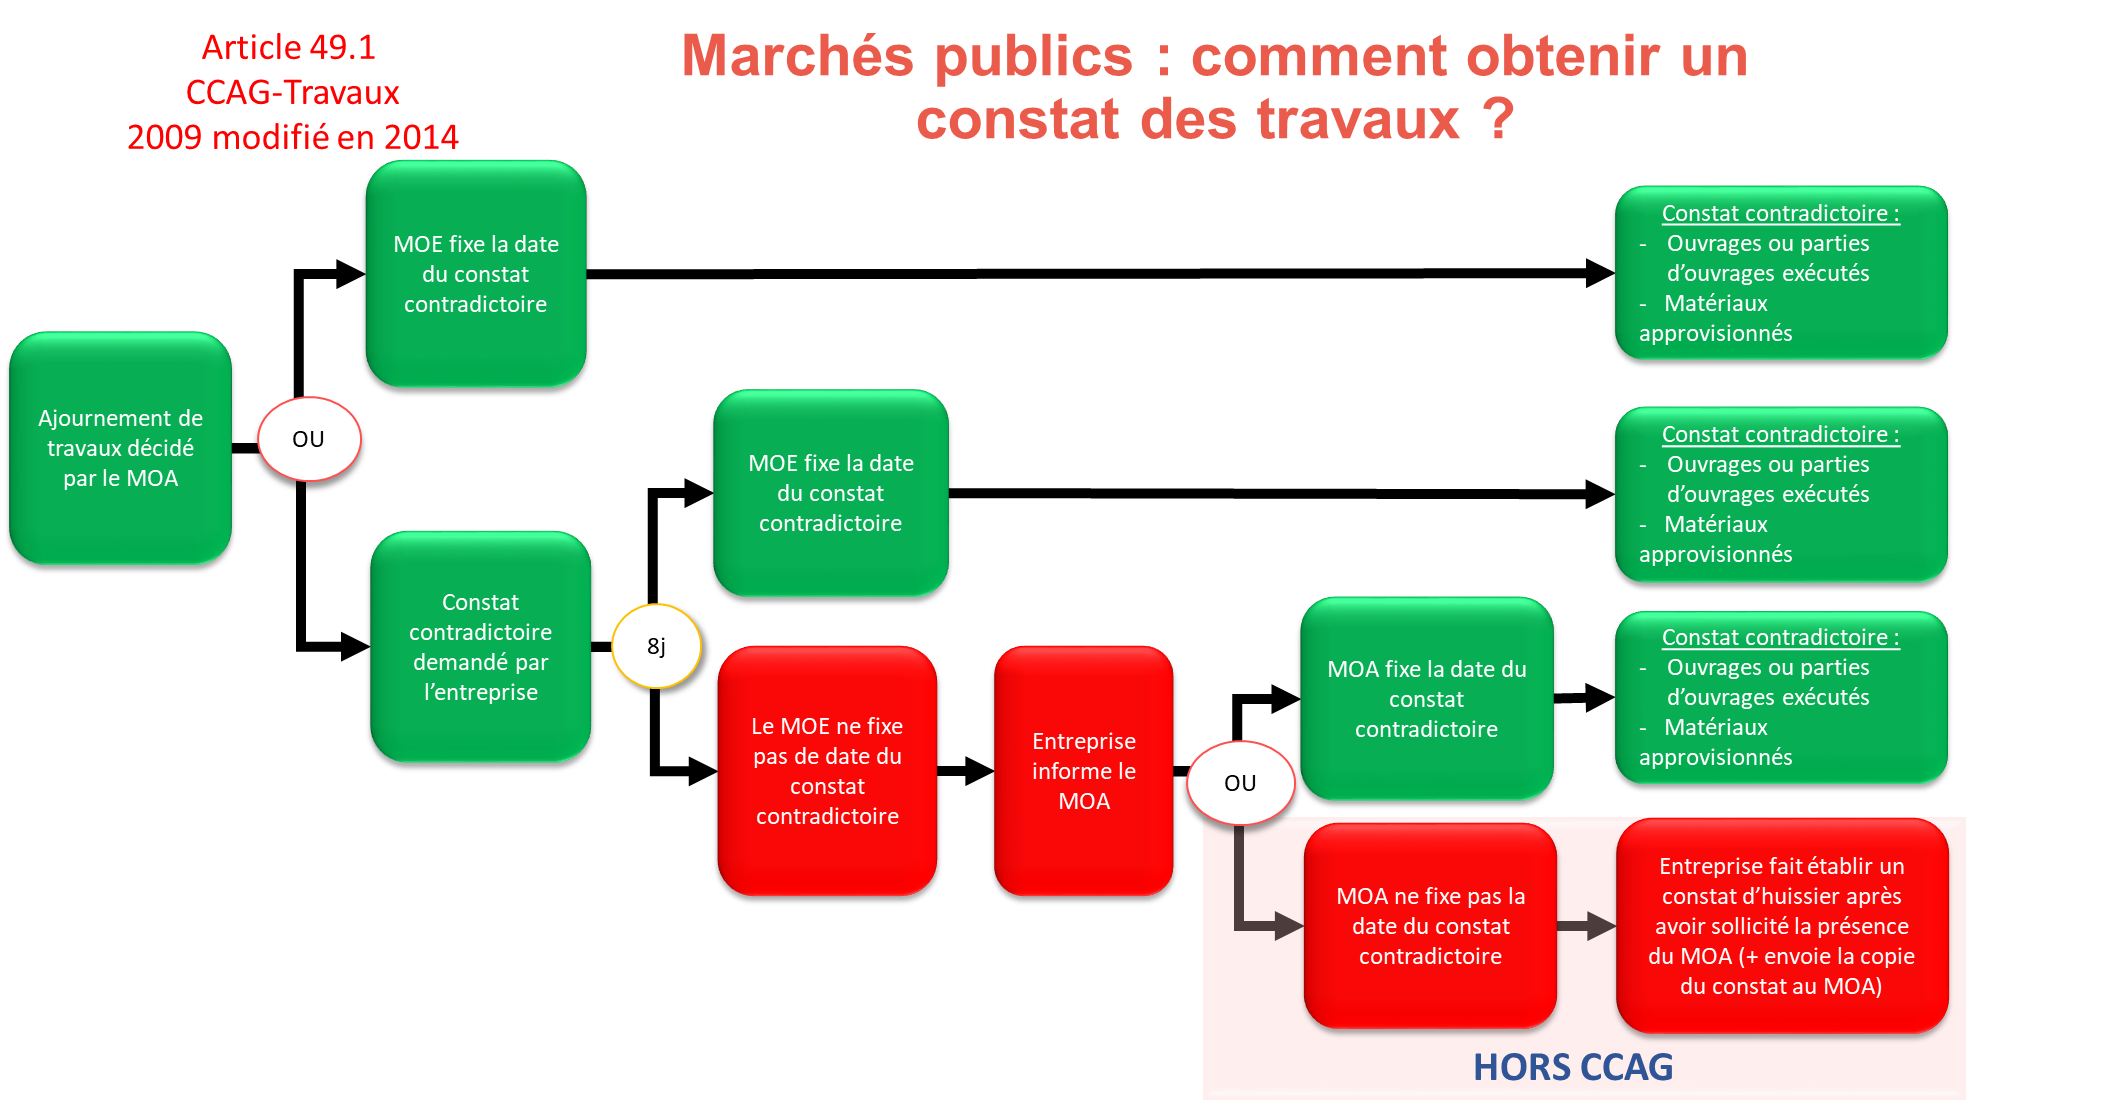 Article 49.1
CCAG-Travaux
2009 modifié en 2014
Marchés publics : comment obtenir un
constat des travaux ?
MOE fixe la date
du constat
contradictoire
Constat contradictoire :
- Ouvrages ou parties
d’ouvrages exécutés
- Matériaux
approvisionnés
Ajournement de
travaux décidé
par le MOA
OU
MOE fixe la date
du constat
contradictoire
Constat contradictoire :
- Ouvrages ou parties
d’ouvrages exécutés
- Matériaux
approvisionnés
Constat
contradictoire
demandé par
l’entreprise
8j
Le MOE ne fixe
pas de date du
constat
contradictoire
Entreprise
informe le
MOA
OU
MOA fixe la date du
constat
contradictoire
Constat contradictoire :
- Ouvrages ou parties
d’ouvrages exécutés
- Matériaux
approvisionnés
MOA ne fixe pas la
date du constat
contradictoire
Entreprise fait établir un
constat d’huissier après
avoir sollicité la présence
du MOA (+ envoie la copie
du constat au MOA)
HORS CCAG